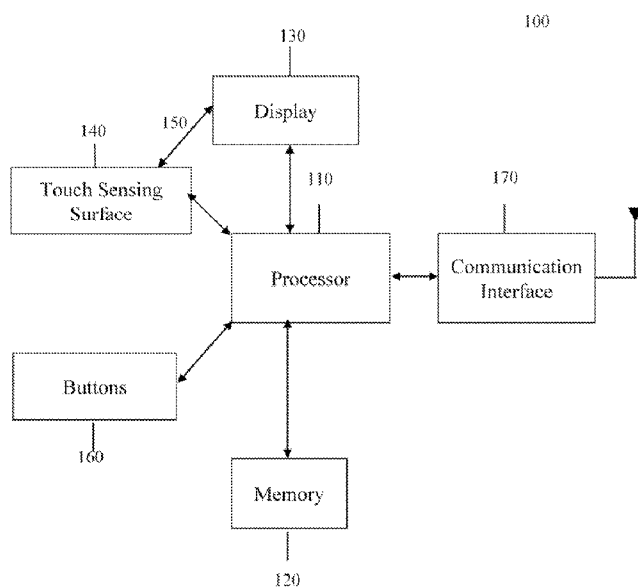 130
100
Display
150
140
Touch Sensing
Surface
110
170
Processor
Communication
Interface
Buttons
160
Memory
120